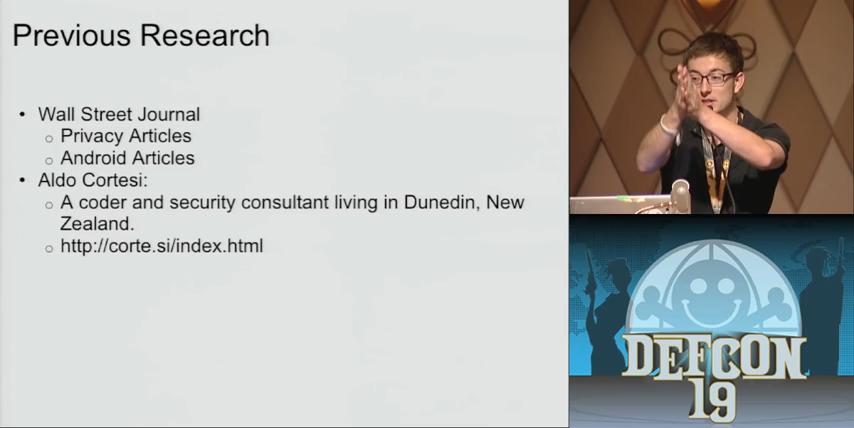 Previous Research
• Wall Street Journal
o Privacy Articles
o Android Articles
• Aldo Cortesi:
o A coder and security consultant living in Dunedin, New
Zealand.
o http://corte.si/index.html
DEFCON
19